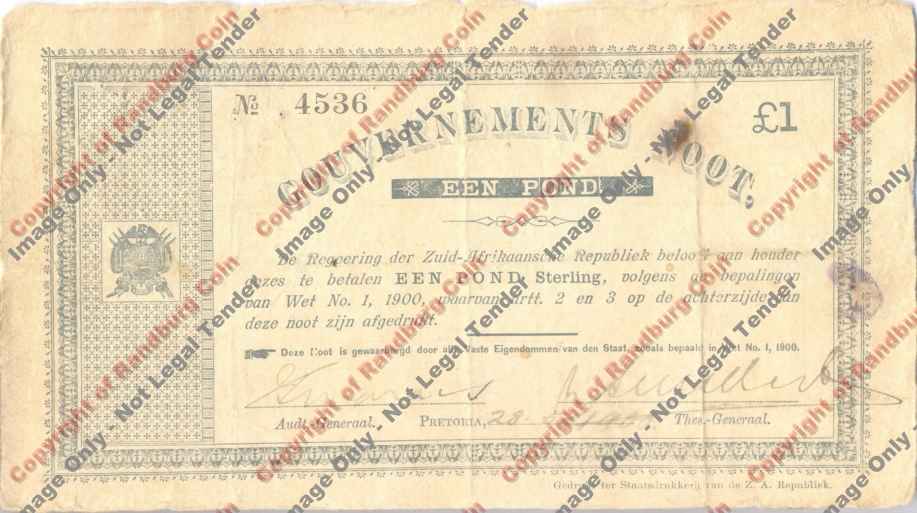 № 4536
£1
GOUVERNEMENTS NOOT,
EEN POND
De Regeering der Zuid-Afrikaansche Republiek belooft aan houder
dezes te betalen EEN POND Sterling, volgens de bepalingen
van Wet No. 1, 1900, waarvan artt. 2 en 3 op de achterzijde van
deze noot zijn afgedrukt.
Deze Noot is gewaarborgd door alle Vaste Eigendommen van den Staat, zooals bepaald in Wet No. 1, 1900.
Audt.-Generaal. PRETORIA, 28 Thes.-Generaal.
Gedrukt ter Staatsdrukkerij van de Z. A. Republiek.
Copyright of Randburg Coin
Image Only - Not Legal Tender